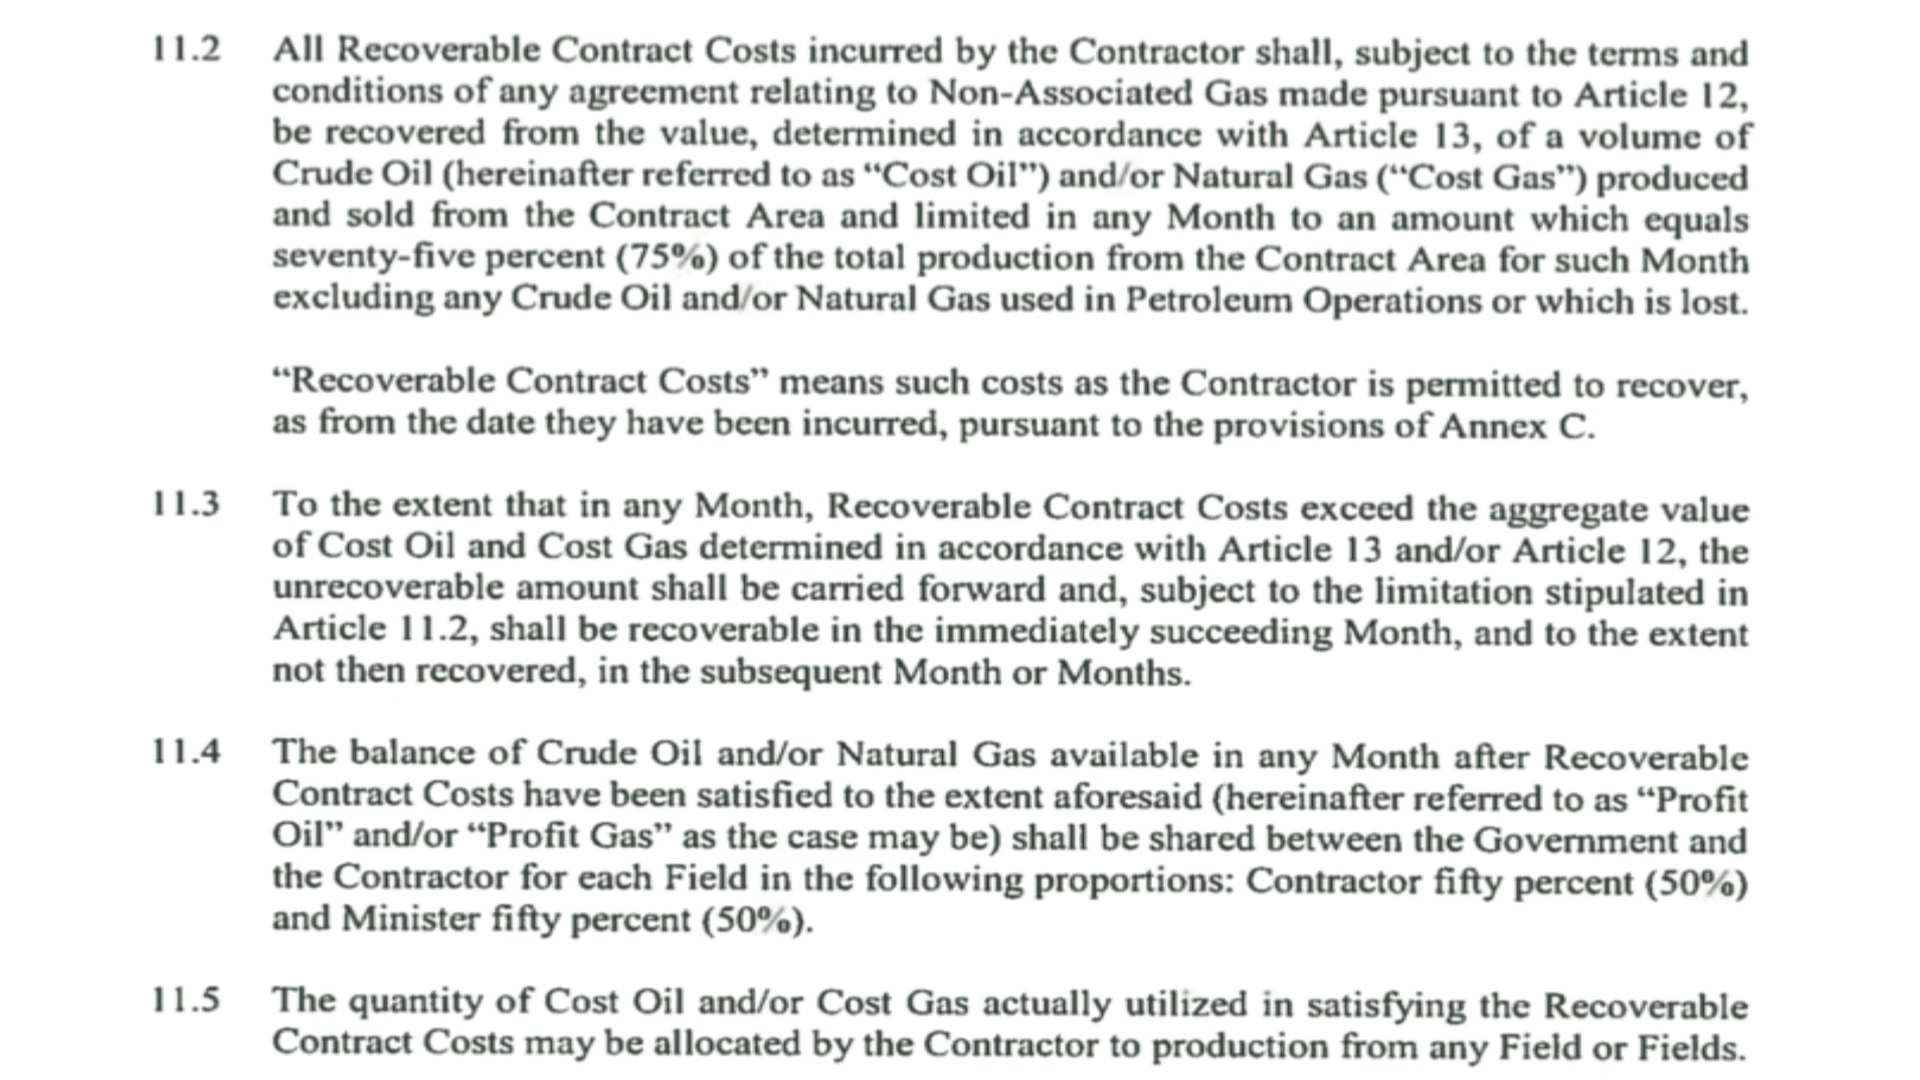 11.2 All Recoverable Contract Costs incurred by the Contractor shall, subject to the terms and
conditions of any agreement relating to Non-Associated Gas made pursuant to Article 12,
be recovered from the value, determined in accordance with Article 13, of a volume of
Crude Oil (hereinafter referred to as “Cost Oil”) and/or Natural Gas (“Cost Gas”) produced
and sold from the Contract Area and limited in any Month to an amount which equals
seventy-five percent (75%) of the total production from the Contract Area for such Month
excluding any Crude Oil and/or Natural Gas used in Petroleum Operations or which is lost.
“Recoverable Contract Costs” means such costs as the Contractor is permitted to recover,
as from the date they have been incurred, pursuant to the provisions of Annex C.
11.3 To the extent that in any Month, Recoverable Contract Costs exceed the aggregate value
of Cost Oil and Cost Gas determined in accordance with Article 13 and/or Article 12, the
unrecoverable amount shall be carried forward and, subject to the limitation stipulated in
Article 11.2, shall be recoverable in the immediately succeeding Month, and to the extent
not then recovered, in the subsequent Month or Months.
11.4 The balance of Crude Oil and/or Natural Gas available in any Month after Recoverable
Contract Costs have been satisfied to the extent aforesaid (hereinafter referred to as “Profit
Oil” and/or “Profit Gas” as the case may be) shall be shared between the Government and
the Contractor for each Field in the following proportions: Contractor fifty percent (50%)
and Minister fifty percent (50%).
11.5 The quantity of Cost Oil and/or Cost Gas actually utilized in satisfying the Recoverable
Contract Costs may be allocated by the Contractor to production from any Field or Fields.